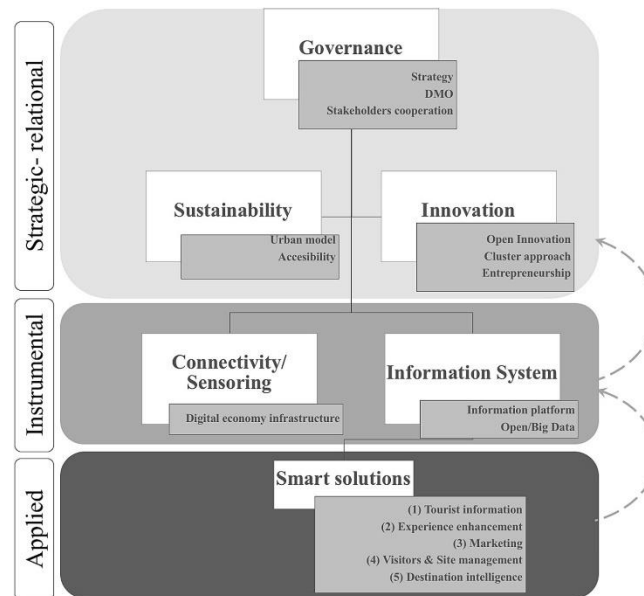 Strategic- relational
Governance
Strategy
DMO
Stakeholders cooperation
Sustainability
Urban model
Accesibility
Innovation
Open Innovation
Cluster approach
Entrepreneurship
Instrumental
Connectivity/
Sensoring
Digital economy infrastructure
Information System
Information platform
Open/Big Data
Applied
Smart solutions
(1) Tourist information
(2) Experience enhancement
(3) Marketing
(4) Visitors & Site management
(5) Destination intelligence